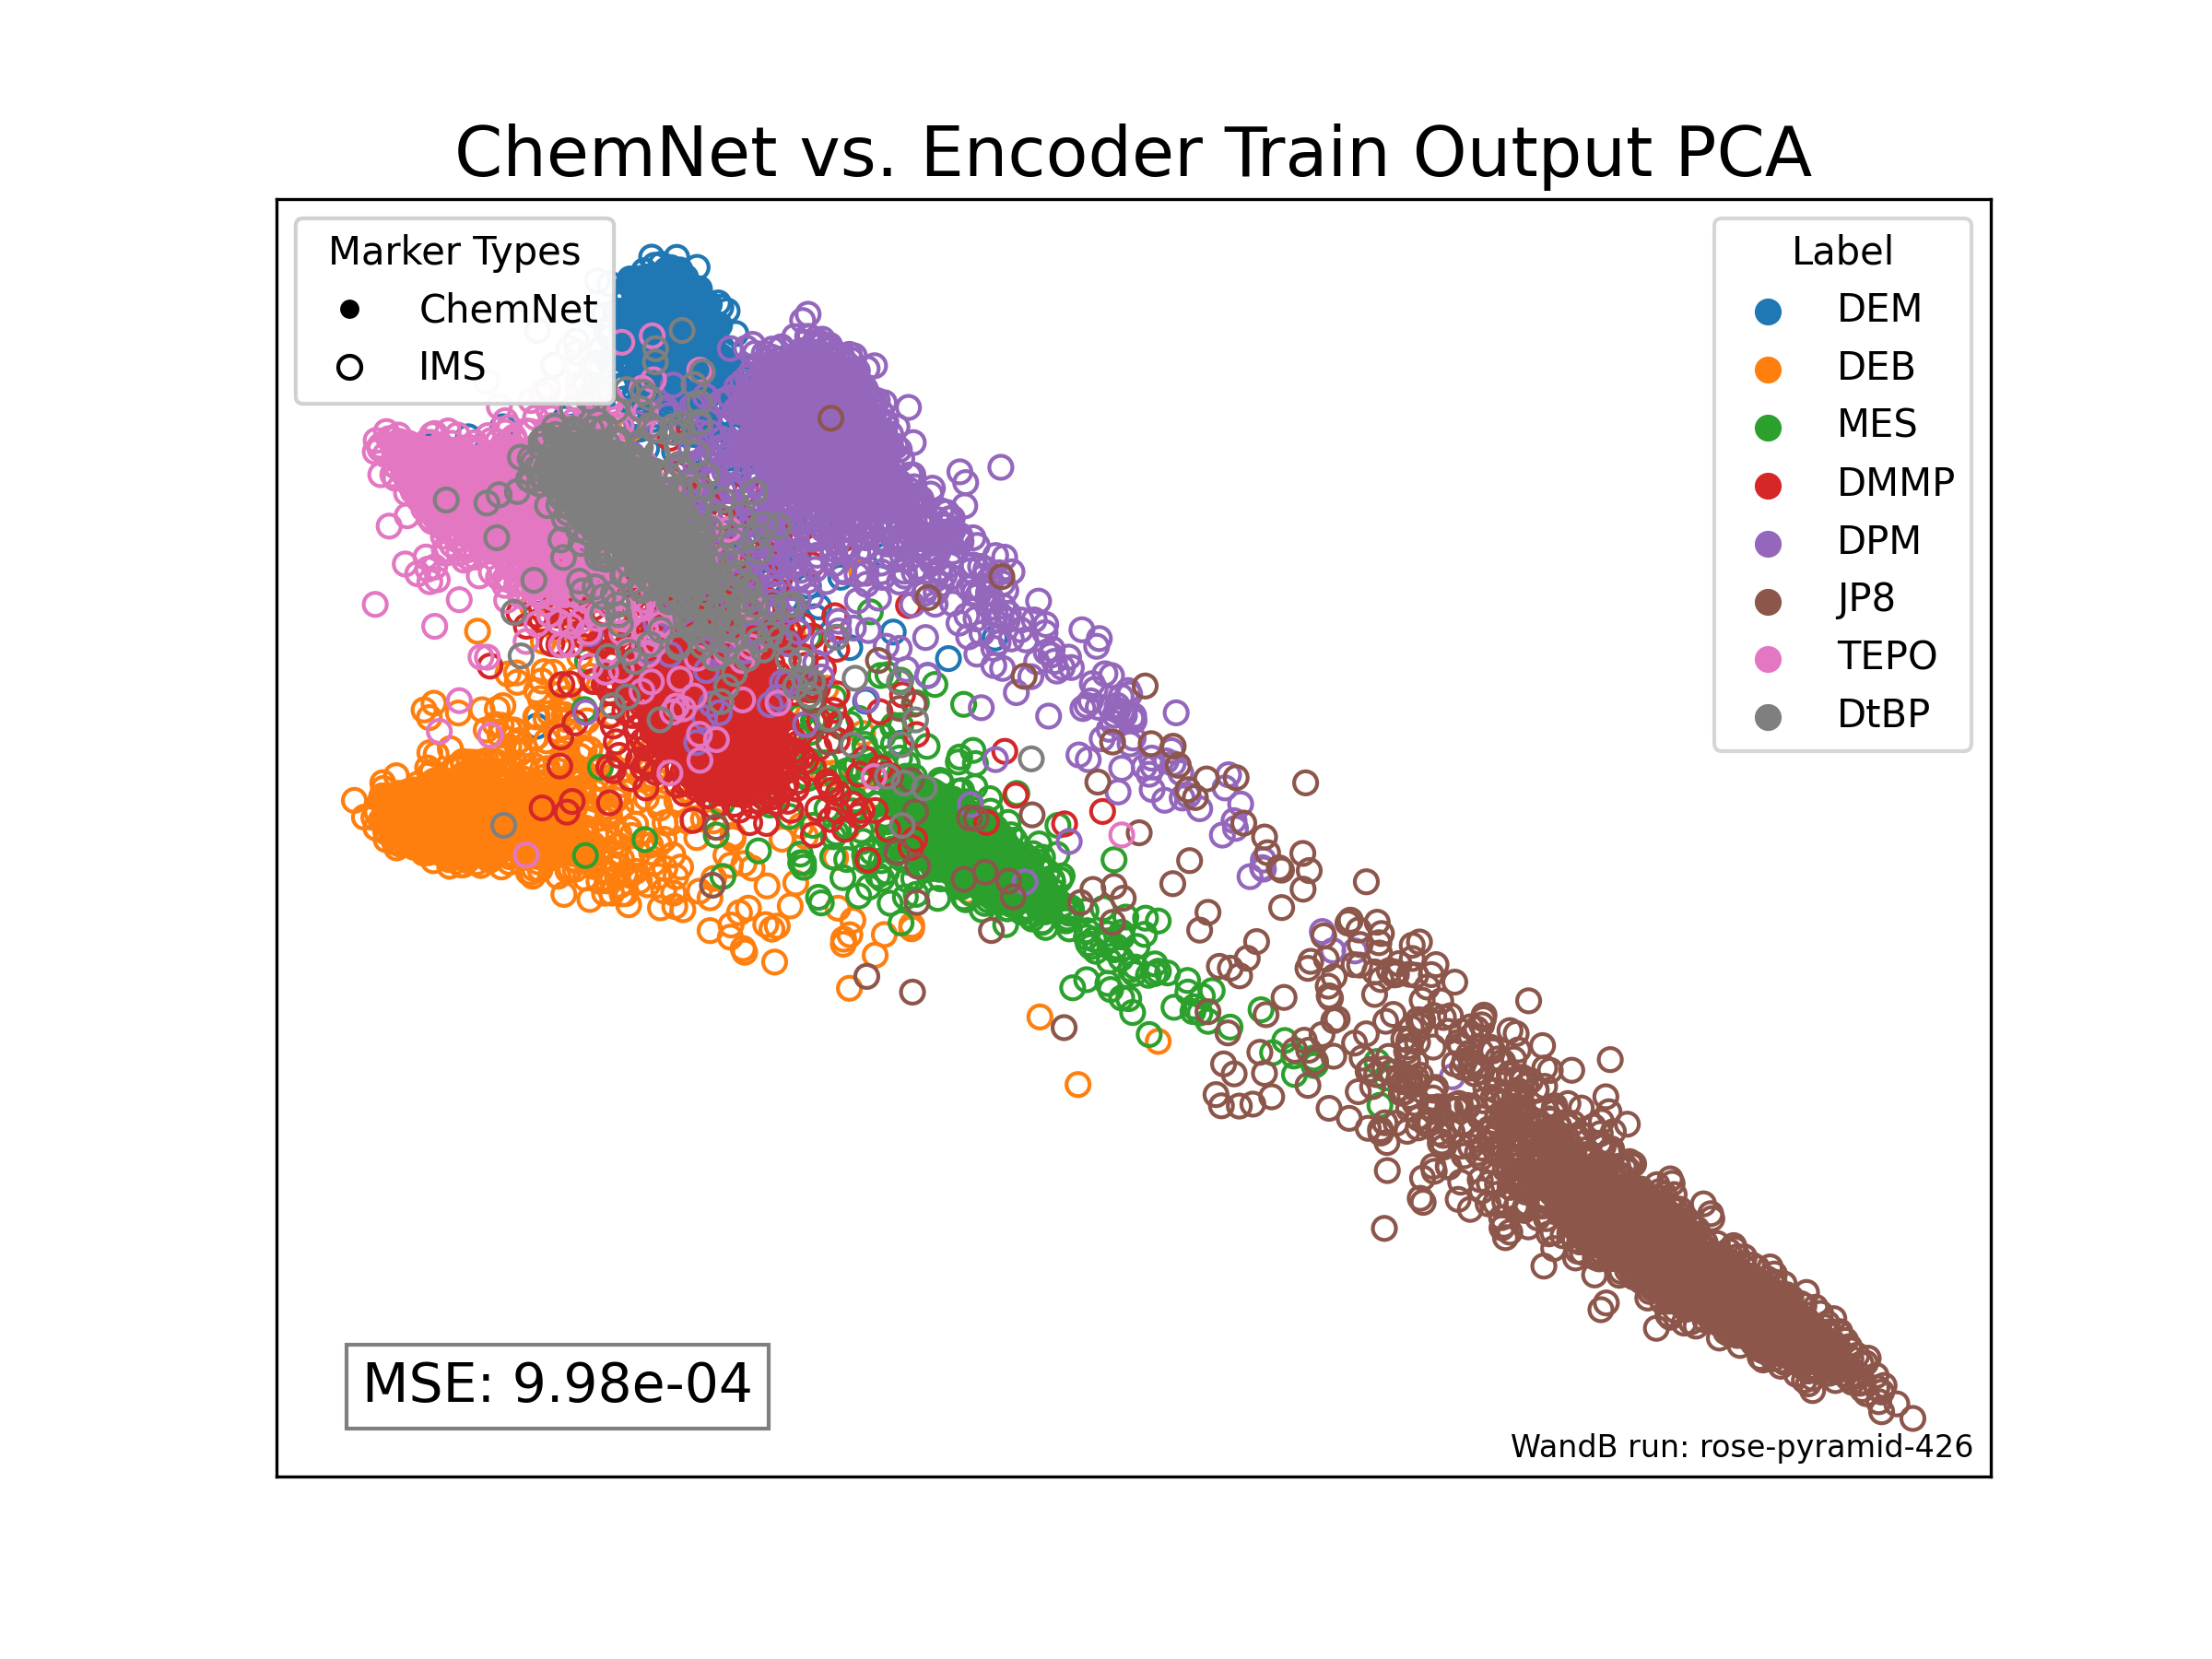 ChemNet vs. Encoder Train Output PCA
Marker Types
ChemNet
IMS
Label
DEM
DEB
MES
DMMP
DPM
JP8
TEPO
DtBP
MSE: 9.98e-04
WandB run: rose-pyramid-426